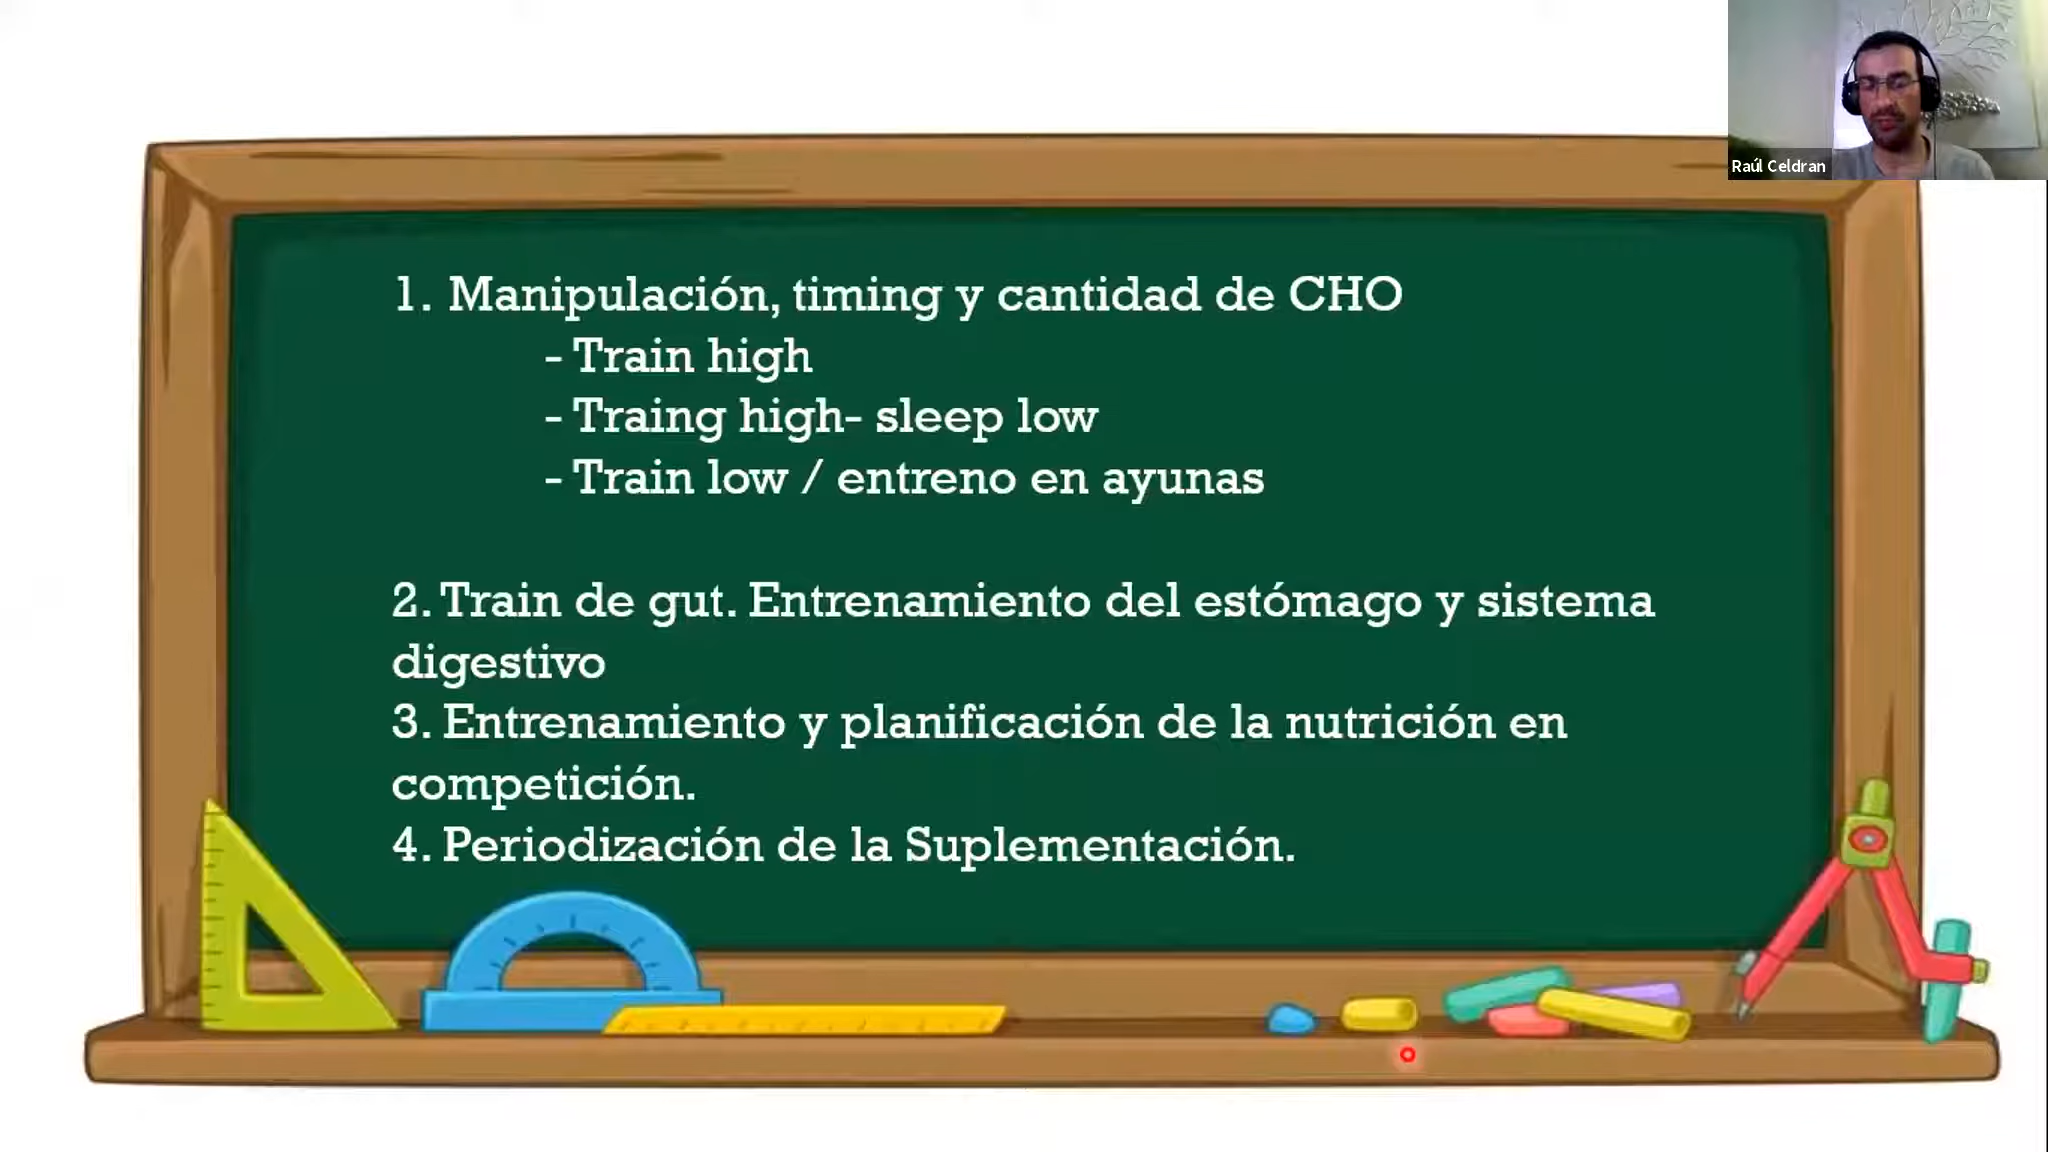 Raúl Celdran
1. Manipulación, timing y cantidad de CHO
- Train high
- Traing high- sleep low
- Train low / entreno en ayunas
2. Train de gut. Entrenamiento del estómago y sistema
digestivo
3. Entrenamiento y planificación de la nutrición en
competición.
4. Periodización de la Suplementación.